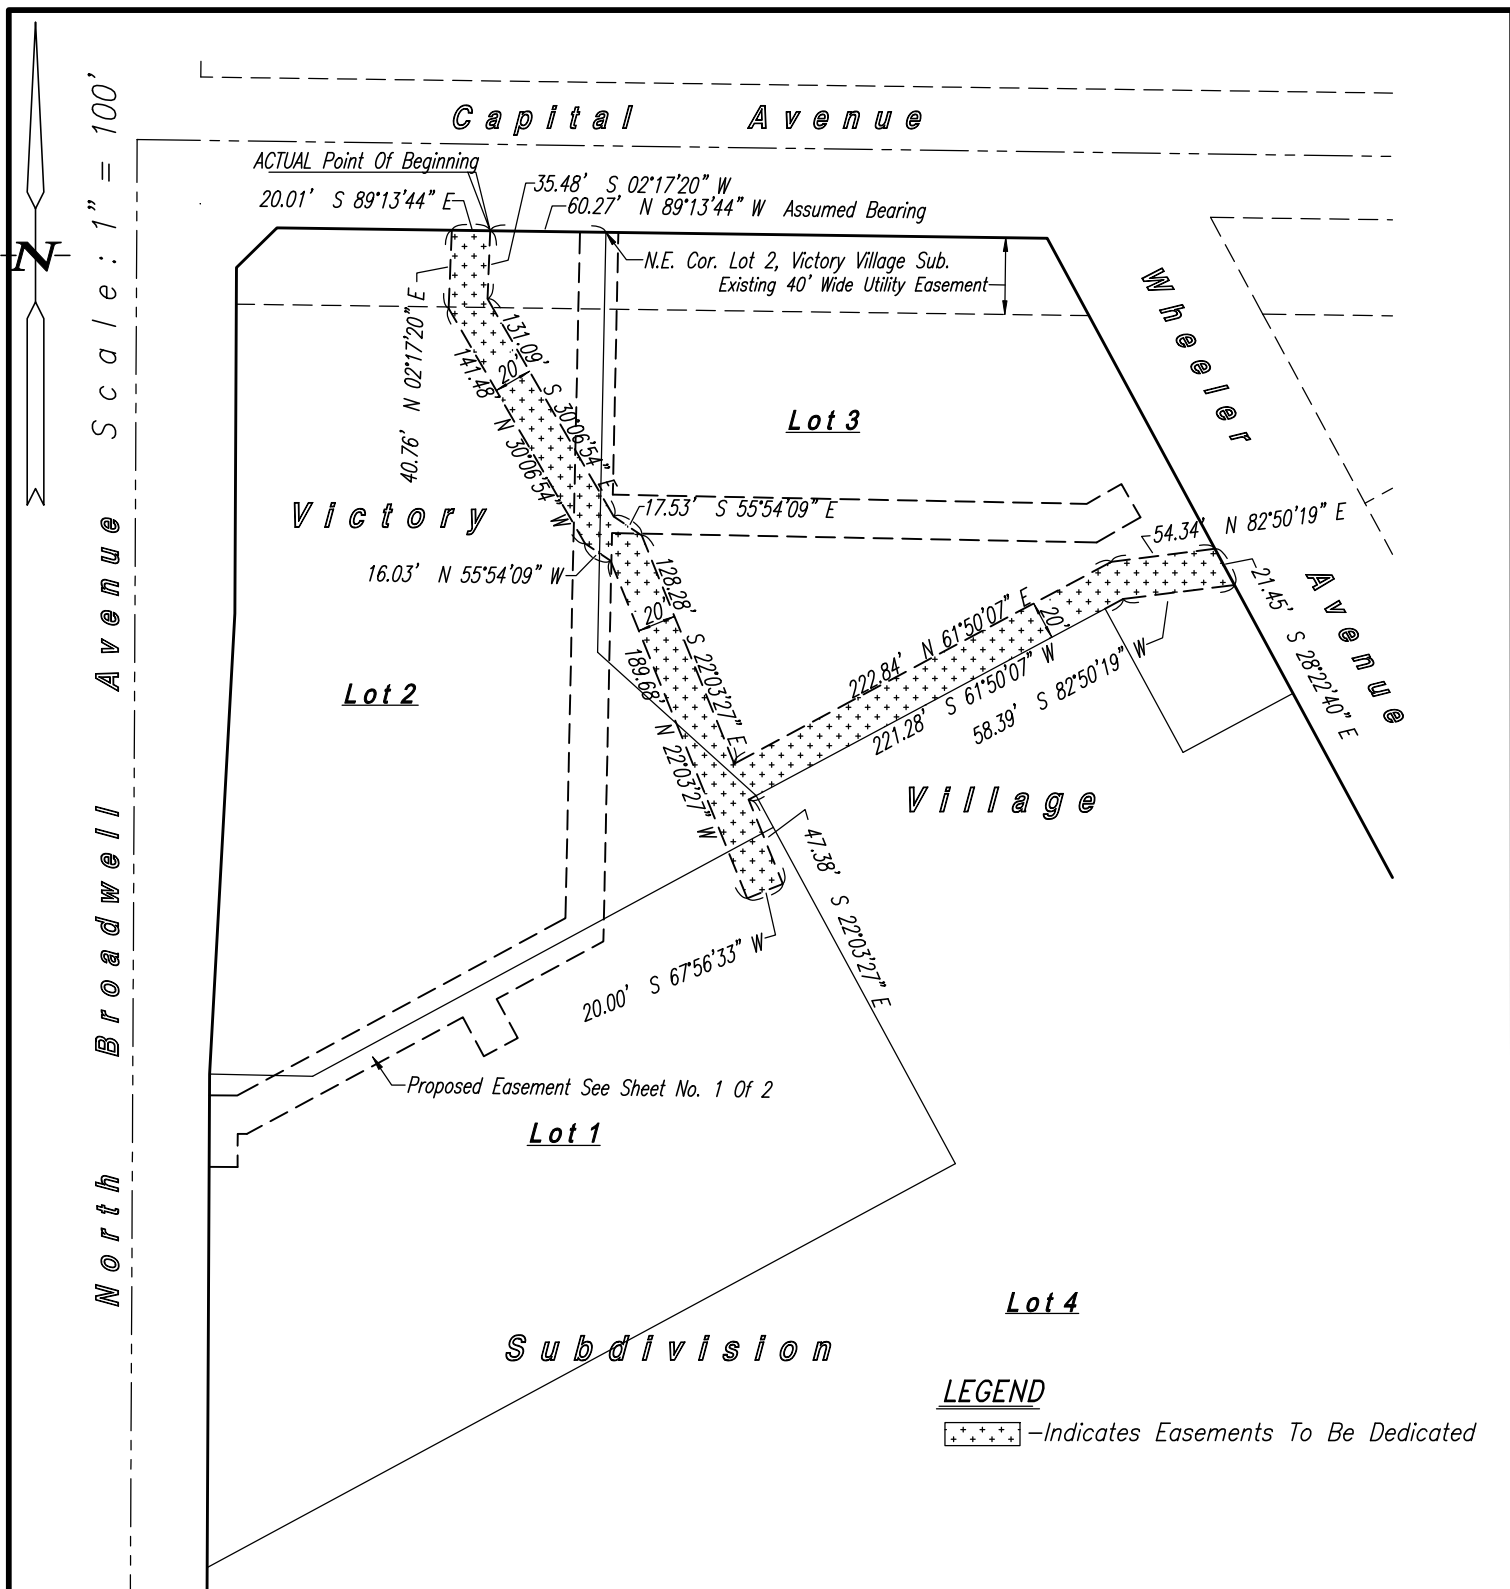 Capital Avenue
Scale: 1" = 100'
N
ACTUAL Point Of Beginning
20.01' S 89°13'44" E
35.48' S 02°17'20" W
60.27' N 89°13'44" W Assumed Bearing
N.E. Cor. Lot 2, Victory Village Sub.
Existing 40' Wide Utility Easement
Wheeler Avenue
40.76' N 02°17'20" E
131.09' S 30°06'54" E
20'
141.48' N 30°06'54" W
Lot 3
Victory
17.53' S 55°54'09" E
16.03' N 55°54'09" W
54.34' N 82°50'19" E
21.45' S 28°22'40" E
128.28' S 22°03'27" E
20'
189.68' N 22°03'27" W
222.84' N 61°50'07" E
20'
221.28' S 61°50'07" W
58.39' S 82°50'19" W
Lot 2
Village
47.38' S 22°03'27" E
20.00' S 67°56'33" W
North Broadwell Avenue
Proposed Easement See Sheet No. 1 Of 2
Lot 1
Lot 4
Subdivision
LEGEND
-Indicates Easements To Be Dedicated